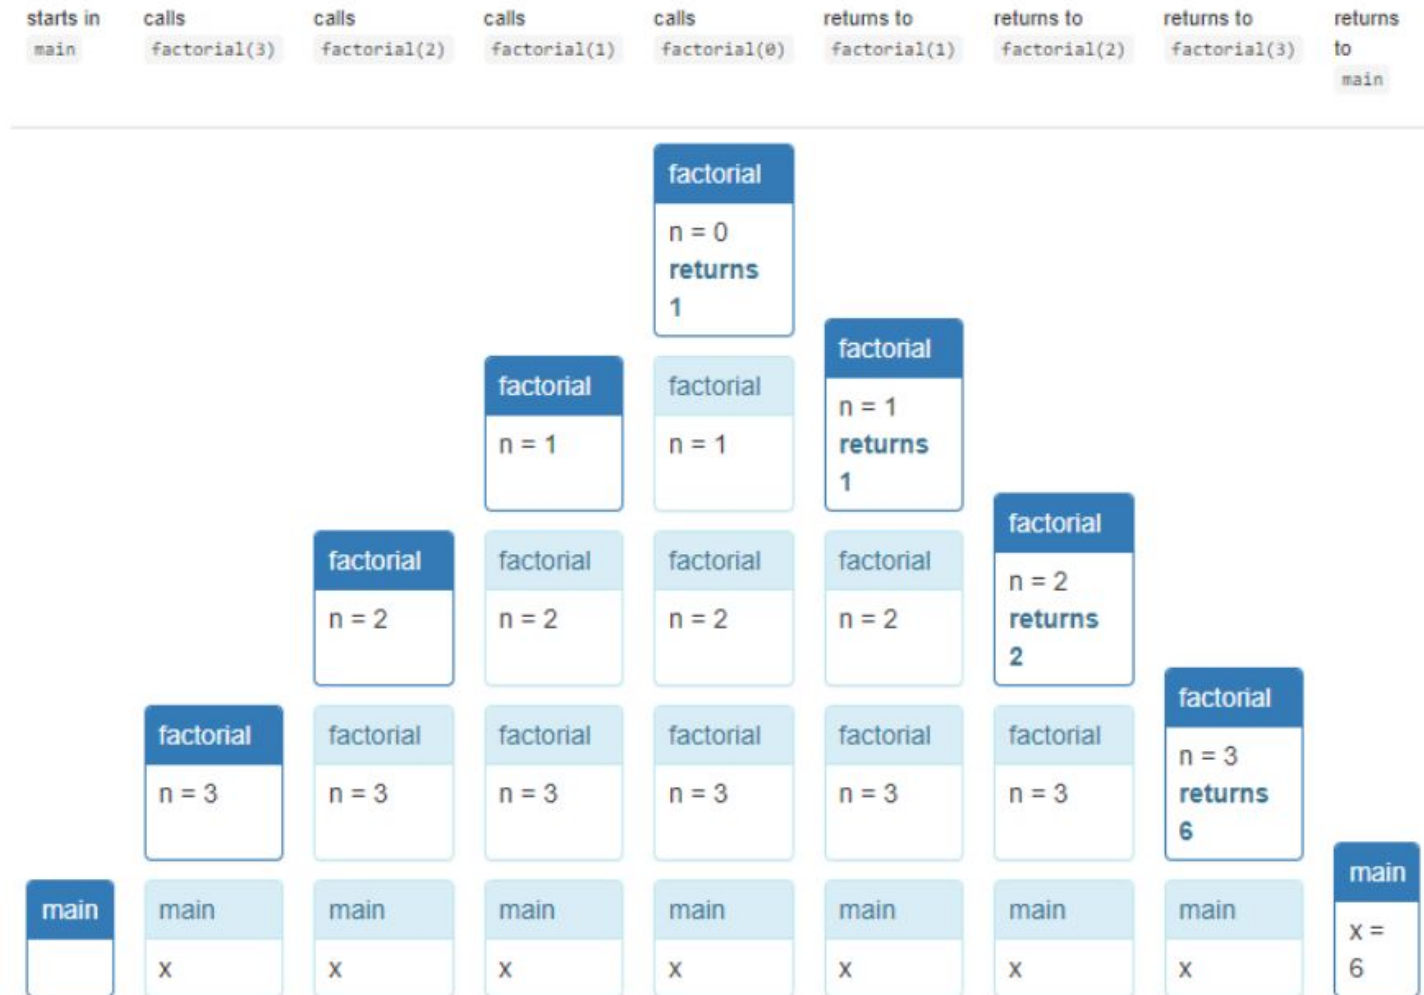 starts in
main
calls
factorial(3)
calls
factorial(2)
calls
factorial(1)
calls
factorial(0)
returns to
factorial(1)
returns to
factorial(2)
returns to
factorial(3)
returns
to
main
main
factorial
n = 3
main
x
factorial
n = 2
factorial
n = 3
main
x
factorial
n = 1
factorial
n = 2
factorial
n = 3
main
x
factorial
n = 0
returns
1
factorial
n = 1
factorial
n = 2
factorial
n = 3
main
x
factorial
n = 1
returns
1
factorial
n = 2
factorial
n = 3
main
x
factorial
n = 2
returns
2
factorial
n = 3
main
x
factorial
n = 3
returns
6
main
x
main
x =
6